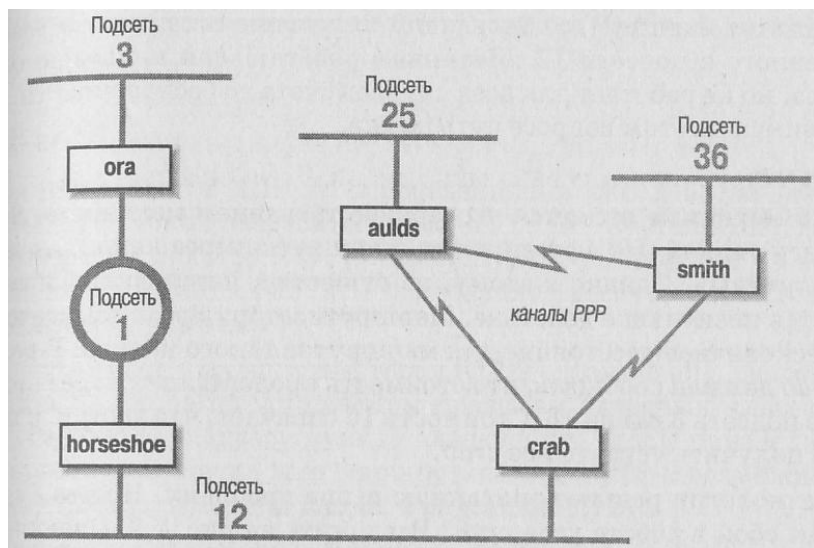 Подсеть
3
ora
Подсеть
1
horseshoe
Подсеть
12
Подсеть
25
aulds
Подсеть
36
smith
каналы PPP
crab